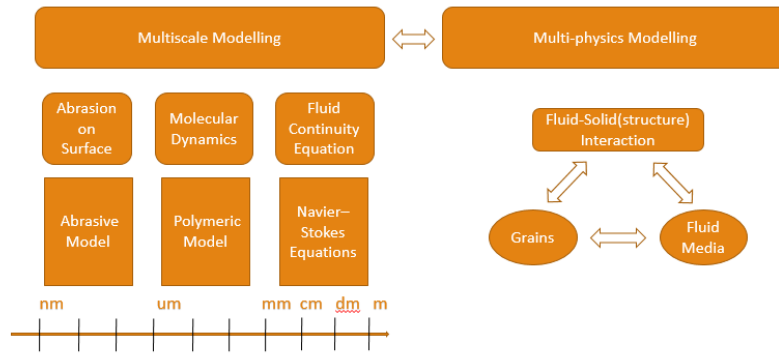 Multiscale Modelling
Multi-physics Modelling
Abrasion
on
Surface
Molecular
Dynamics
Fluid
Continuity
Equation
Fluid-Solid(structure)
Interaction
Abrasive
Model
Polymeric
Model
Navier–
Stokes
Equations
Grains
Fluid
Media
nm
um
mm
cm
dm
m